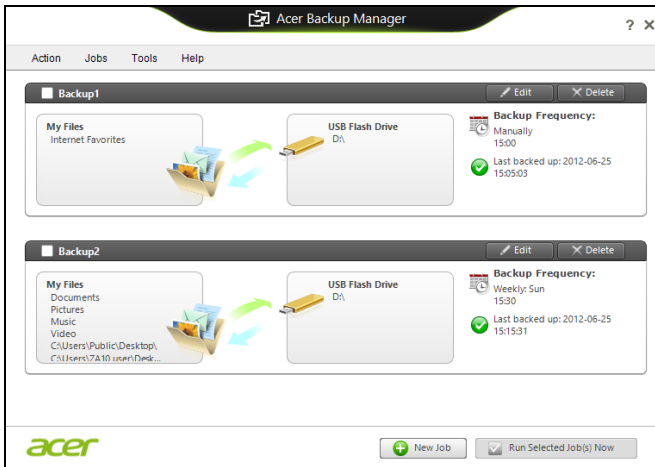 Acer Backup Manager
? X
Action Jobs Tools Help
Backup1 Edit Delete
My Files
Internet Favorites
USB Flash Drive
D:\
Backup Frequency:
Manually
15:00
Last backed up: 2012-06-25
15:05:03
Backup2 Edit Delete
My Files
Documents
Pictures
Music
Video
C:\Users\Public\Desktop\
C:\Users\ZA10 user\Desk...
USB Flash Drive
D:\
Backup Frequency:
Weekly: Sun
15:30
Last backed up: 2012-06-25
15:15:31
acer
New Job Run Selected Job(s) Now